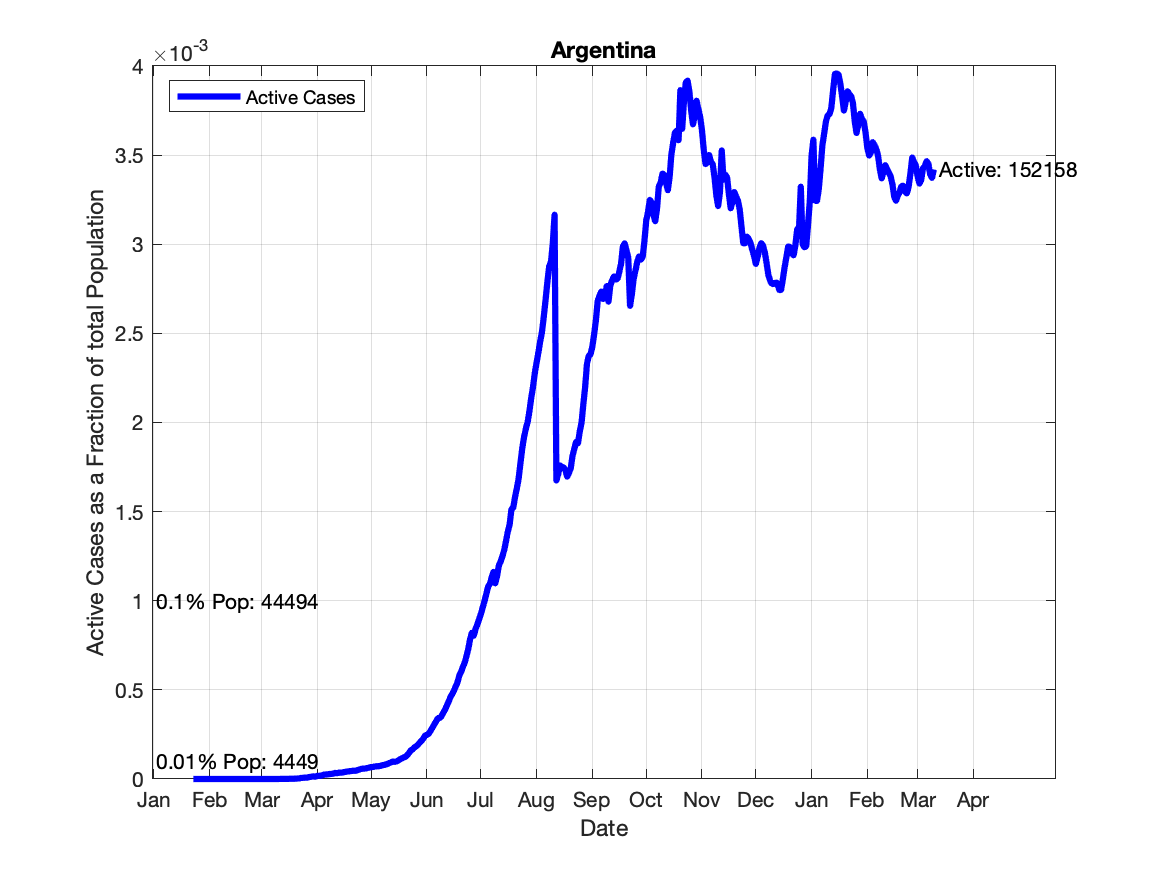 Argentina
×10-3
Active Cases
4
3.5
3
2.5
2
1.5
1
0.5
0
Active Cases as a Fraction of total Population
Active: 152158
0.1% Pop: 44494
0.01% Pop: 4449
Jan Feb Mar Apr May Jun Jul Aug Sep Oct Nov Dec Jan Feb Mar Apr
Date